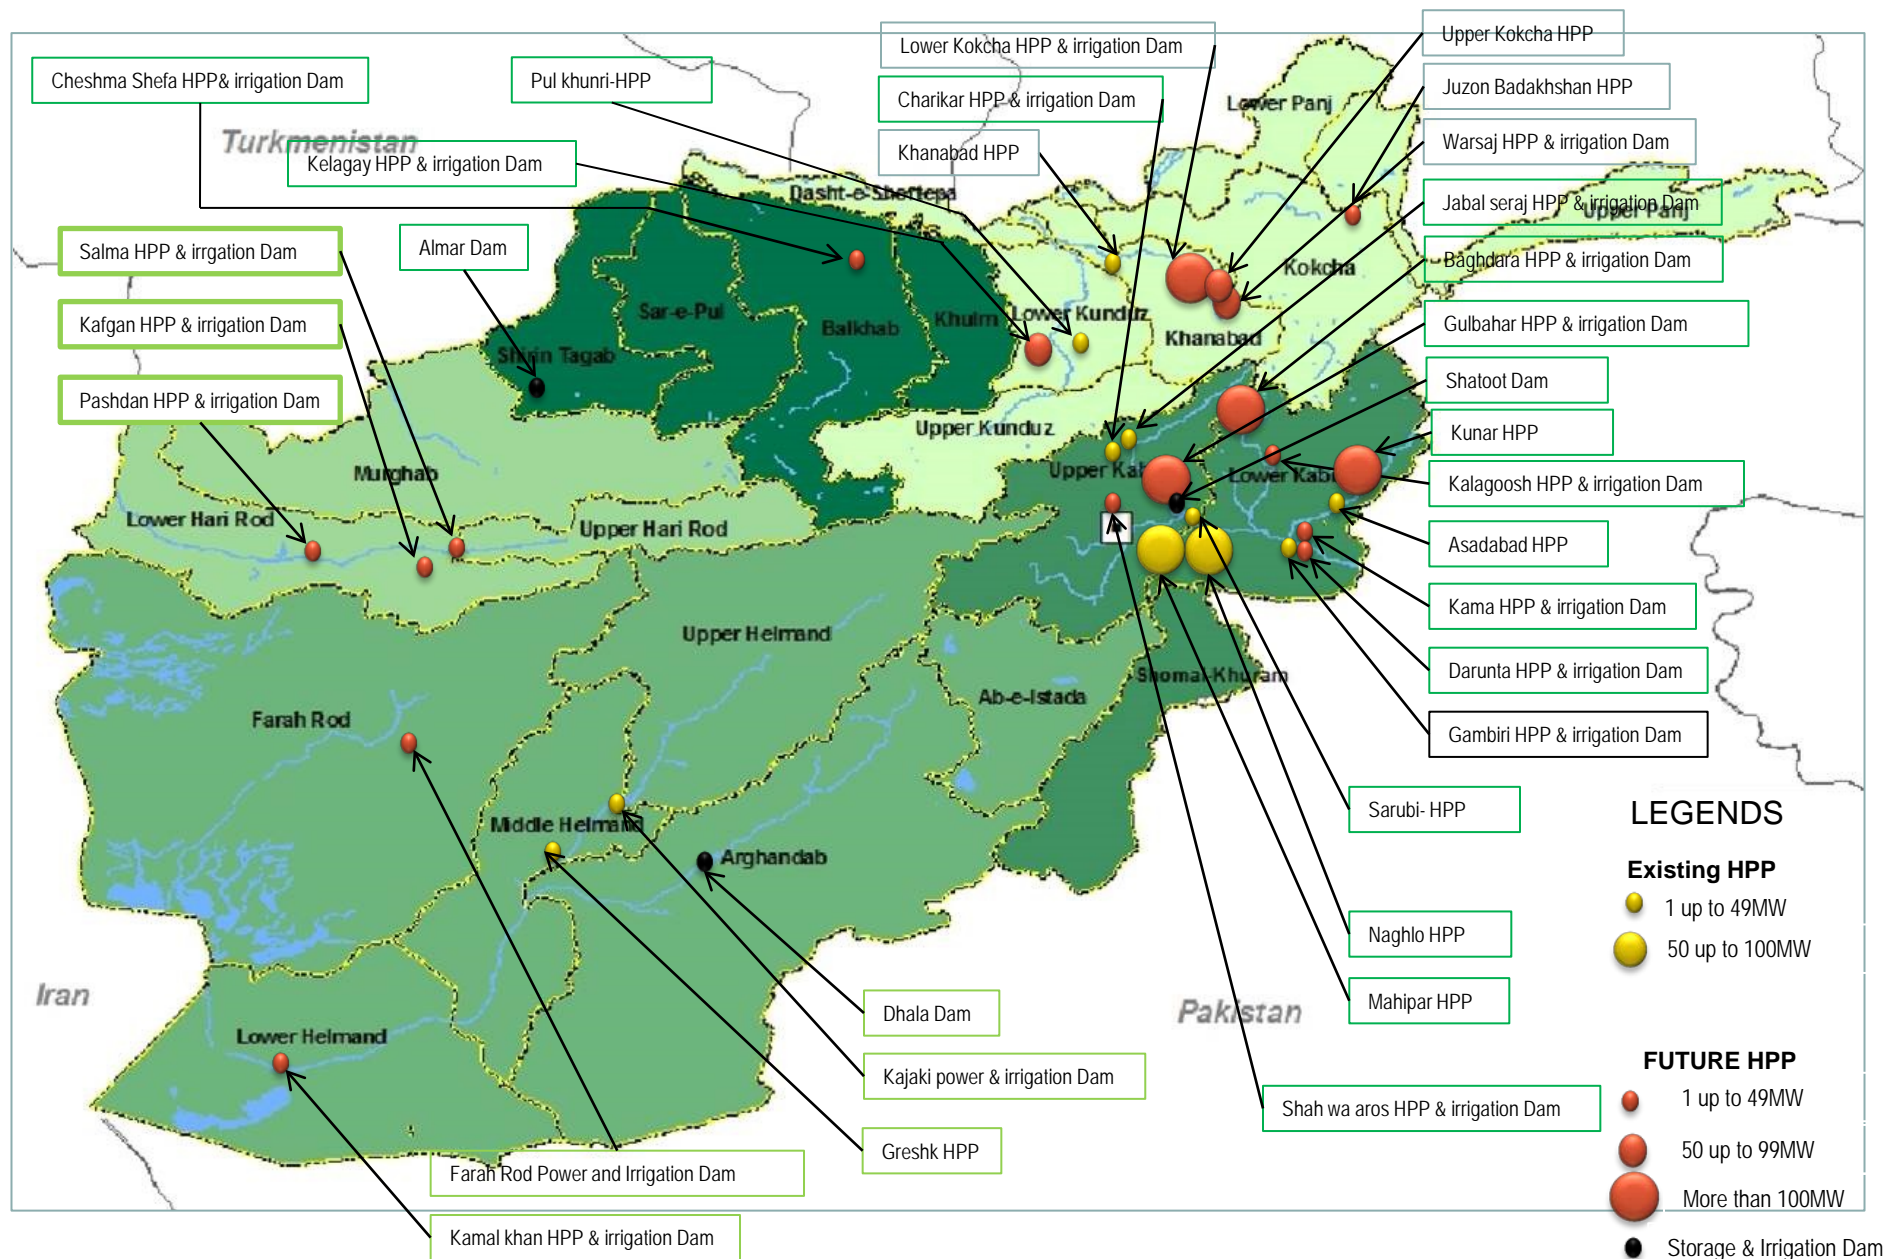 Lower Kokcha HPP & irrigation Dam
Upper Kokcha HPP
Cheshma Shefa HPP& irrigation Dam
Pul khunri-HPP
Charikar HPP & irrigation Dam
Juzon Badakhshan HPP
Lower Panj
Turkmenistan
Kelagay HPP & irrigation Dam
Khanabad HPP
Warsaj HPP & irrigation Dam
Dasht-e-Shortepa
Jabal seraj HPP & irrigation Dam
Upper Panj
Salma HPP & irrgation Dam
Almar Dam
Kokcha
Baghdara HPP & irrigation Dam
Kafgan HPP & irrigation Dam
Sar-e-Pul
Balkhab
Khulm
Lower Kunduz
Khanabad
Gulbahar HPP & irrigation Dam
Shirin Tagab
Shatoot Dam
Pashdan HPP & irrigation Dam
Upper Kunduz
Kunar HPP
Murghab
Upper Kab
Lower Kab
Kalagoosh HPP & irrigation Dam
Lower Hari Rod
Upper Hari Rod
Asadabad HPP
Kama HPP & irrigation Dam
Upper Helmand
Darunta HPP & irrigation Dam
Shomal-Khuram
Ab-e-Istada
Farah Rod
Gambiri HPP & irrigation Dam
Sarubi- HPP
LEGENDS
Middle Helmand
Arghandab
Existing HPP
1 up to 49MW
Naghlo HPP
50 up to 100MW
Iran
Dhala Dam
Pakistan
Mahipar HPP
Lower Helmand
Kajaki power & irrigation Dam
FUTURE HPP
Shah wa aros HPP & irrigation Dam
1 up to 49MW
Greshk HPP
50 up to 99MW
Farah Rod Power and Irrigation Dam
More than 100MW
Kamal khan HPP & irrigation Dam
Storage & Irrigation Dam